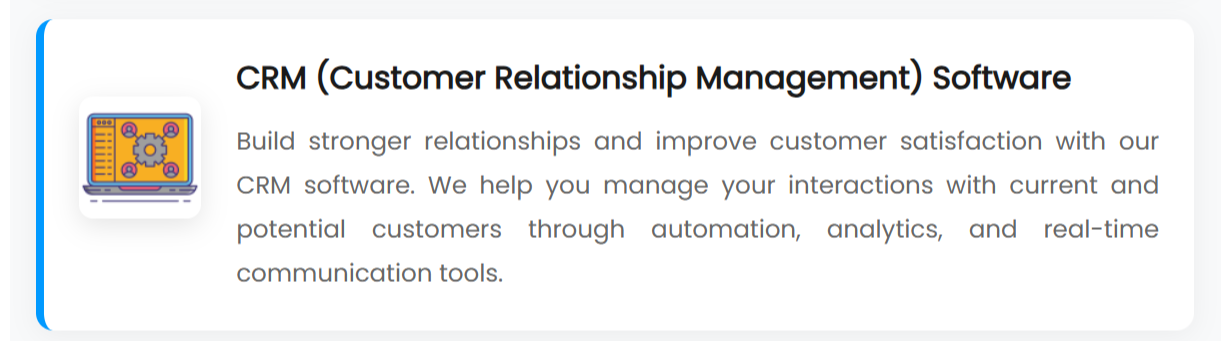 CRM (Customer Relationship Management) Software
Build stronger relationships and improve customer satisfaction with our
CRM software. We help you manage your interactions with current and
potential customers through automation, analytics, and real-time
communication tools.